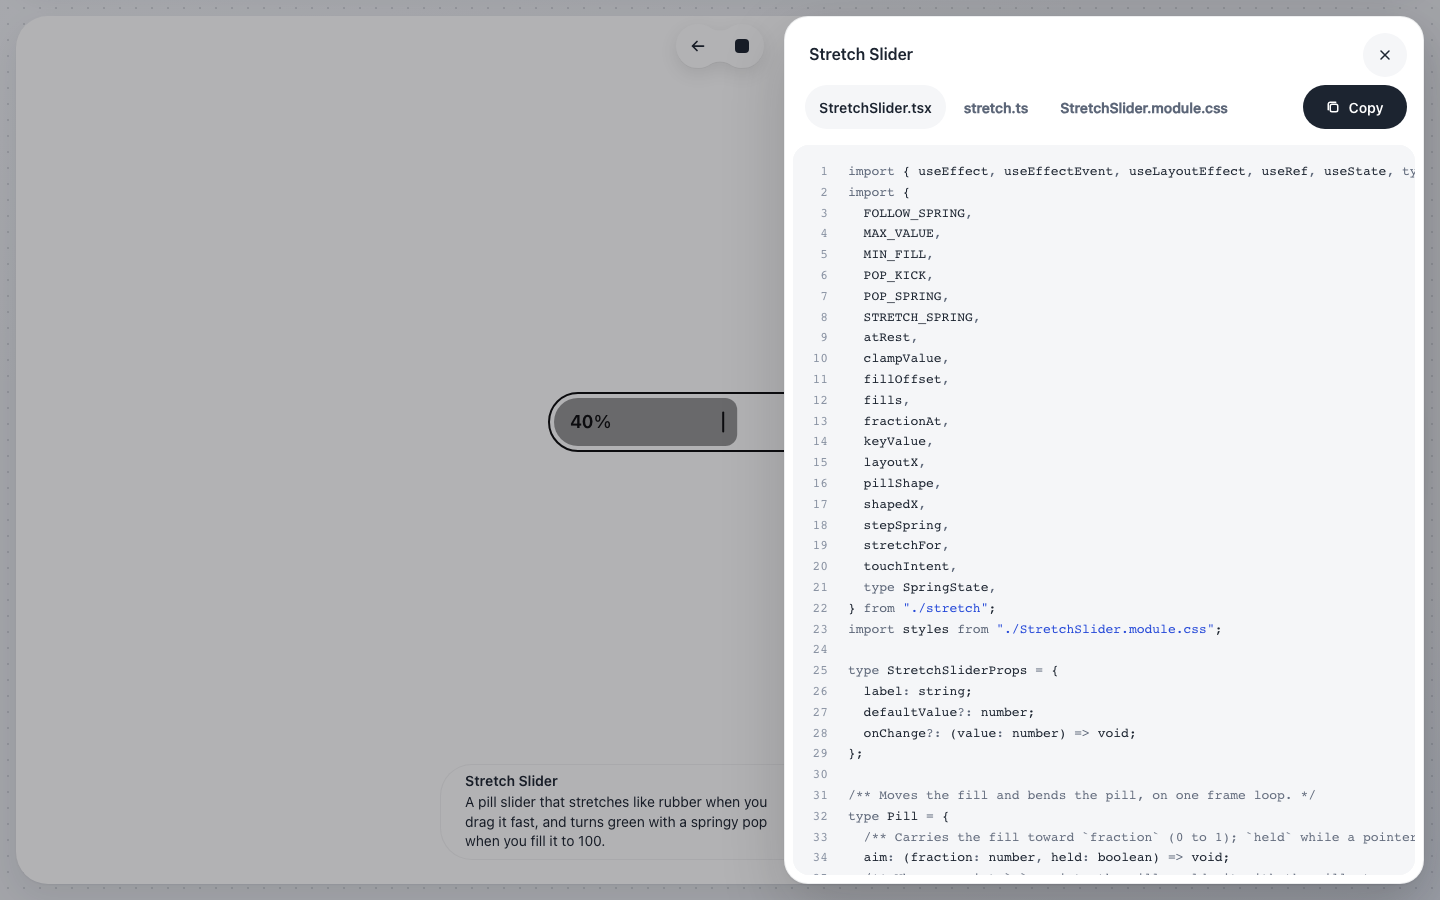 Stretch Slider
StretchSlider.tsx
stretch.ts
StretchSlider.module.css
Copy
1 import { useEffect, useEffectEvent, useLayoutEffect, useRef, useState, ty
2 import {
3 FOLLOW_SPRING,
4 MAX_VALUE,
5 MIN_FILL,
6 POP_KICK,
7 POP_SPRING,
8 STRETCH_SPRING,
9 atRest,
10 clampValue,
11 fillOffset,
12 fills,
13 fractionAt,
14 keyValue,
15 layoutX,
16 pillShape,
17 shapedX,
18 stepSpring,
19 stretchFor,
20 touchIntent,
21 type SpringState,
22 } from "./stretch";
23 import styles from "./StretchSlider.module.css";
24
25 type StretchSliderProps = {
26 label: string;
27 defaultValue?: number;
28 onChange?: (value: number) => void;
29 };
30
31 /** Moves the fill and bends the pill, on one frame loop. */
32 type Pill = {
33 /** Carries the fill toward `fraction` (0 to 1); `held` while a pointer
34 aim: (fraction: number, held: boolean) => void;
40%
Stretch Slider
A pill slider that stretches like rubber when you
drag it fast, and turns green with a springy pop
when you fill it to 100.